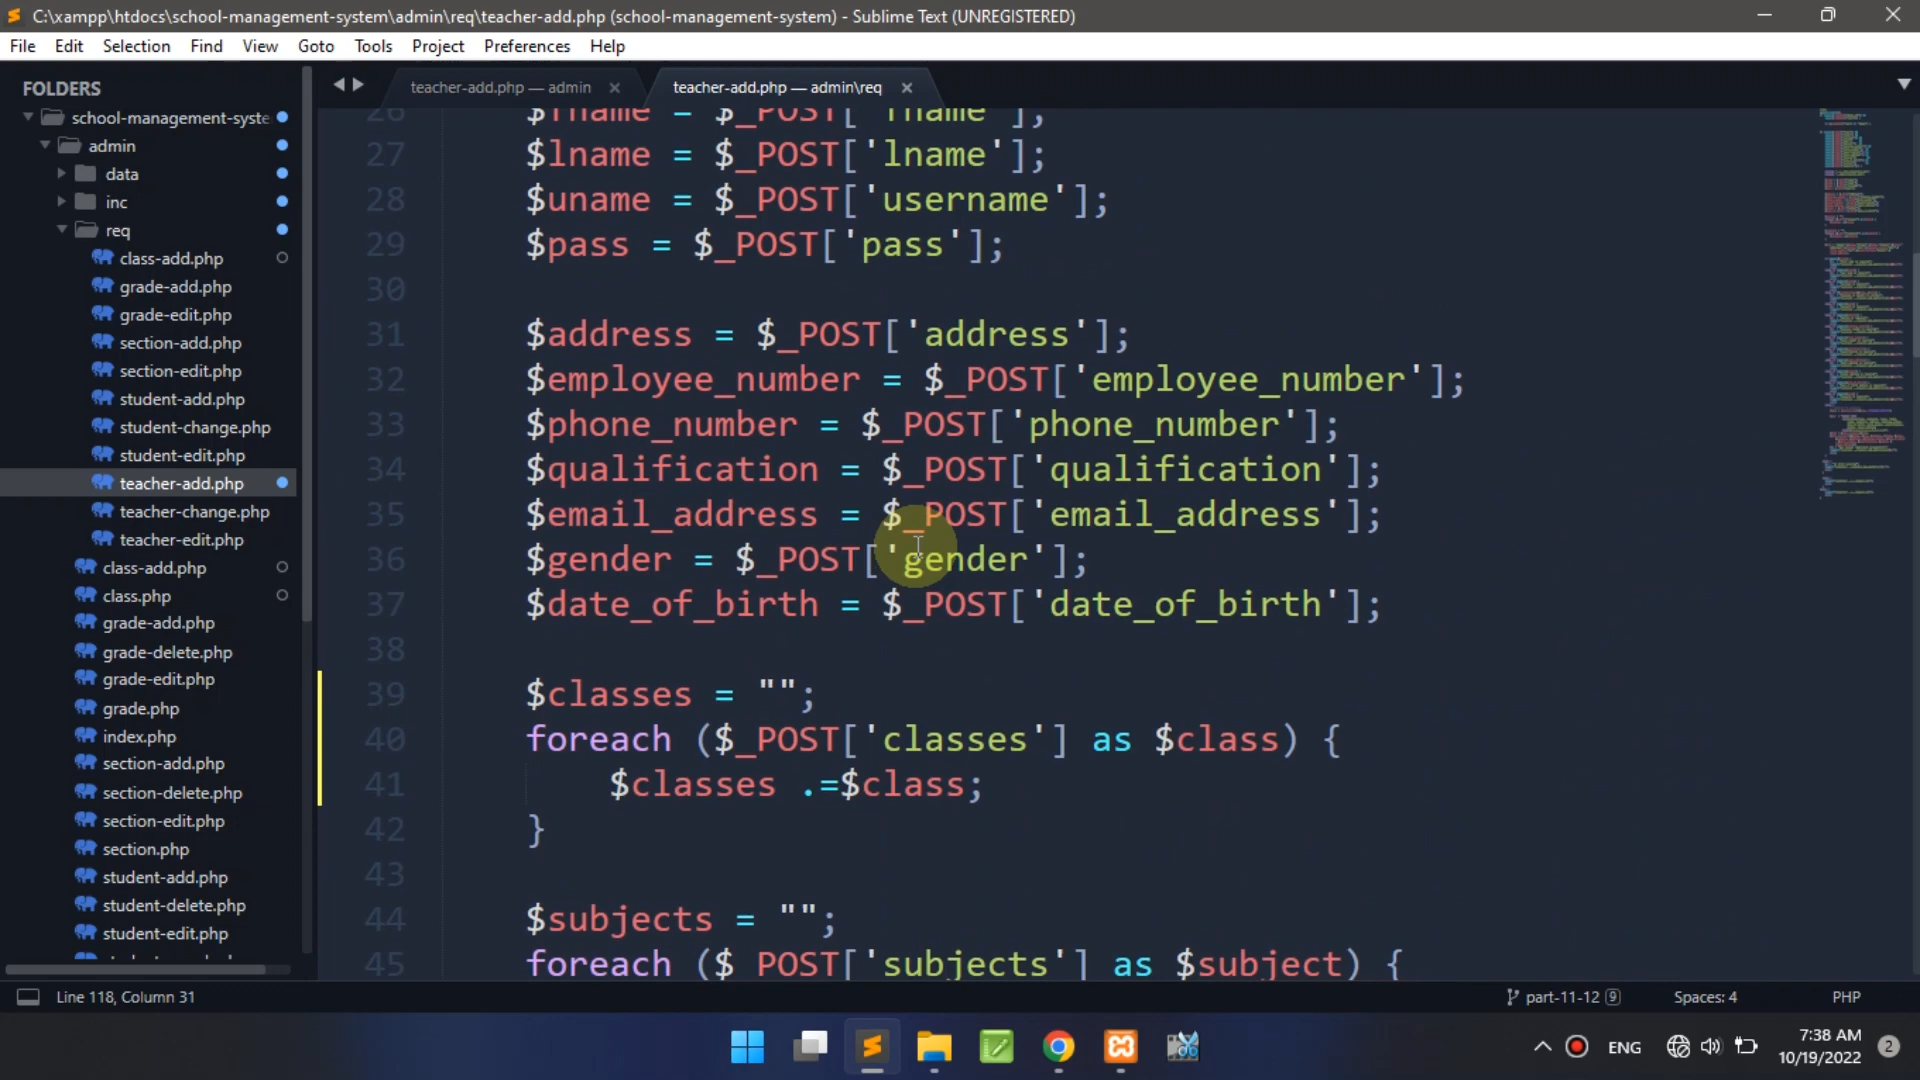 C:\xampp\htdocs\school-management-system\admin\req\teacher-add.php (school-management-system) - Sublime Text (UNREGISTERED)
File Edit Selection Find View Goto Tools Project Preferences Help
FOLDERS
school-management-syste
admin
data
inc
req
class-add.php
grade-add.php
grade-edit.php
section-add.php
section-edit.php
student-add.php
student-change.php
student-edit.php
teacher-add.php
teacher-change.php
teacher-edit.php
class-add.php
class.php
grade-add.php
grade-delete.php
grade-edit.php
grade.php
index.php
section-add.php
section-delete.php
section-edit.php
section.php
student-add.php
student-delete.php
student-edit.php
teacher-add.php — admin
teacher-add.php — admin\req
26 $fname = $_POST['fname'];
27 $lname = $_POST['lname'];
28 $uname = $_POST['username'];
29 $pass = $_POST['pass'];
30
31 $address = $_POST['address'];
32 $employee_number = $_POST['employee_number'];
33 $phone_number = $_POST['phone_number'];
34 $qualification = $_POST['qualification'];
35 $email_address = $_POST['email_address'];
36 $gender = $_POST['gender'];
37 $date_of_birth = $_POST['date_of_birth'];
38
39 $classes = "";
40 foreach ($_POST['classes'] as $class) {
41 $classes .=$class;
42 }
43
44 $subjects = "";
45 foreach ($_POST['subjects'] as $subject) {
Line 118, Column 31
part-11-12 9
Spaces: 4
PHP
ENG
7:38 AM
10/19/2022
2